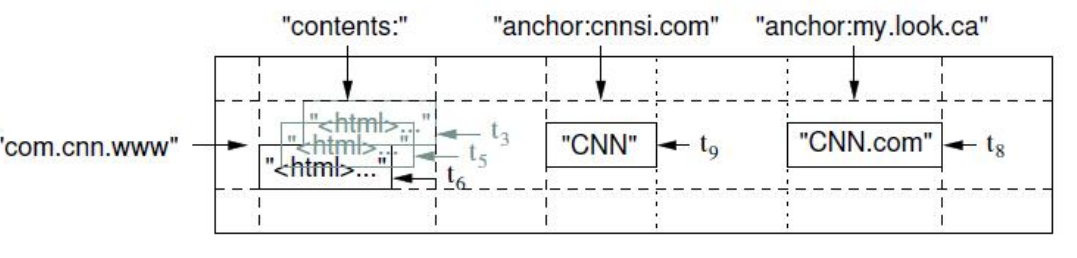 "contents:" "anchor:cnnsi.com" "anchor:my.look.ca"
"<html>..." t3
"com.cnn.www" "<html>..." t5 "CNN" t9 "CNN.com" t8
"<html>..." t6